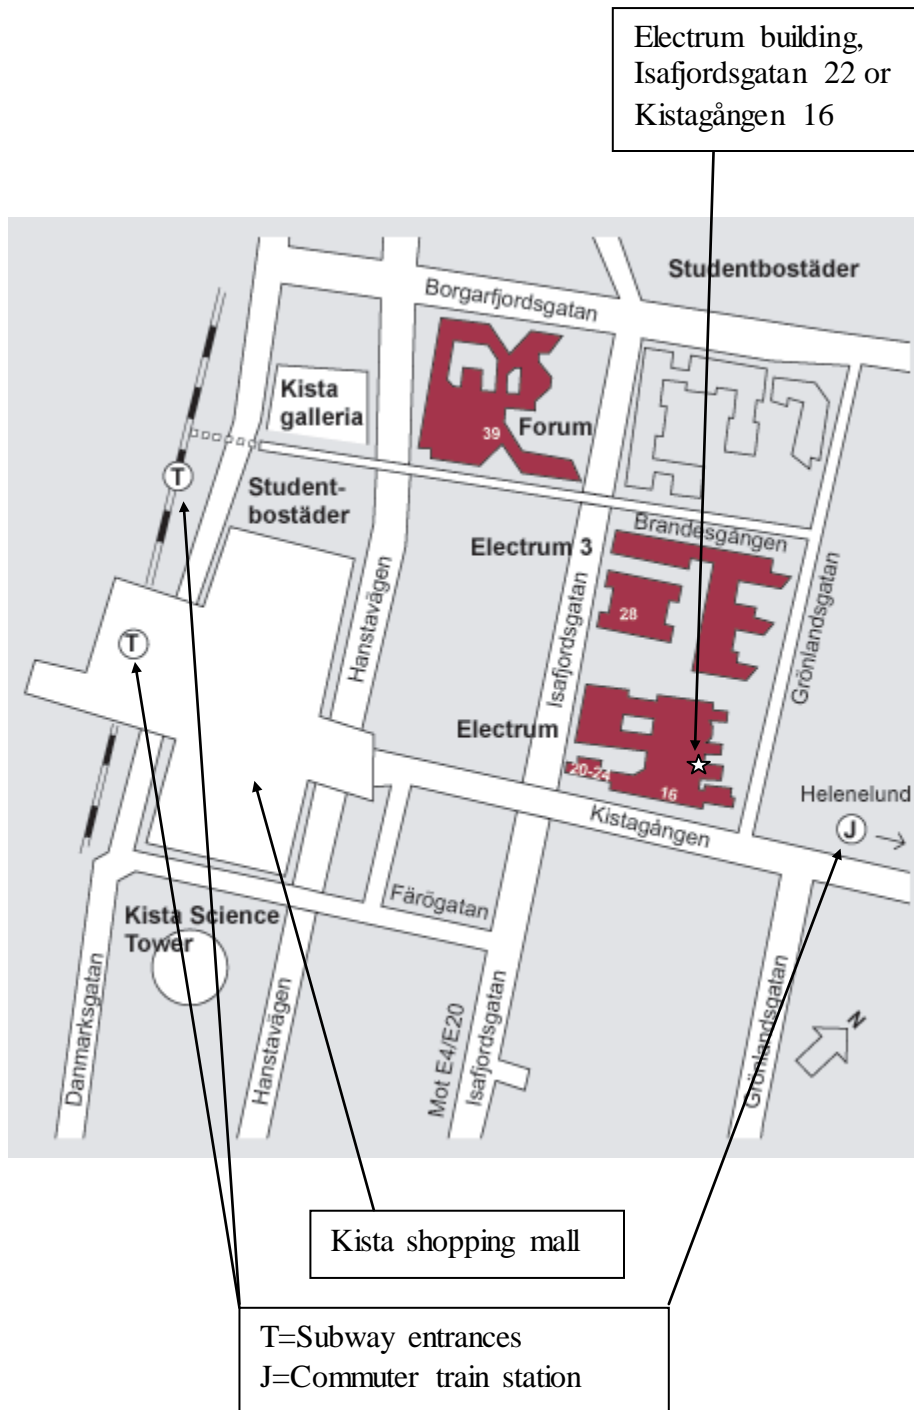 Electrum building,
Isafjordsgatan 22 or
Kistagången 16
Studentbostäder
Borgarfjordsgatan
Kista
galleria
39
Forum
T
Student-
bostäder
Brandesgången
Electrum 3
28
Isafjordsgatan
Hanstavägen
Grönlandsgatan
T
Electrum
20-24
16
Kistagången
Helenelund
J
Färögatan
Kista Science
Tower
Danmarksgatan
Hanstavägen
Mot E4/E20
Isafjordsgatan
Grönlandsgatan
N
Kista shopping mall
T=Subway entrances
J=Commuter train station